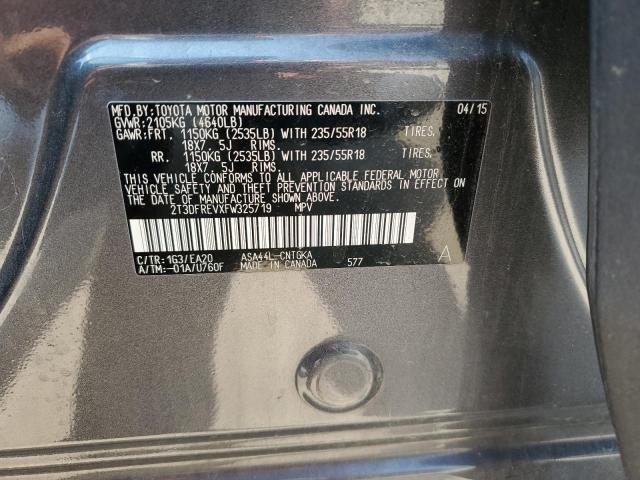 MFD.BY:TOYOTA MOTOR MANUFACTURING CANADA INC. 04/15
GVWR:2105KG (4640LB)
GAWR:FRT. 1150KG (2535LB) WITH 235/55R18 TIRES.
18X7. 5J RIMS.
RR. 1150KG (2535LB) WITH 235/55R18 TIRES.
18X7. 5J RIMS.
THIS VEHICLE CONFORMS TO ALL APPLICABLE FEDERAL MOTOR
VEHICLE SAFETY AND THEFT PREVENTION STANDARDS IN EFFECT
ON THE DATE OF MANUFACTURE SHOWN ABOVE.
2T3DFREVXFW325719 MPV
C/TR:1G3/EA20 ASA44L-CNTGKA A
A/TM:-01A/U760F MADE IN CANADA 577